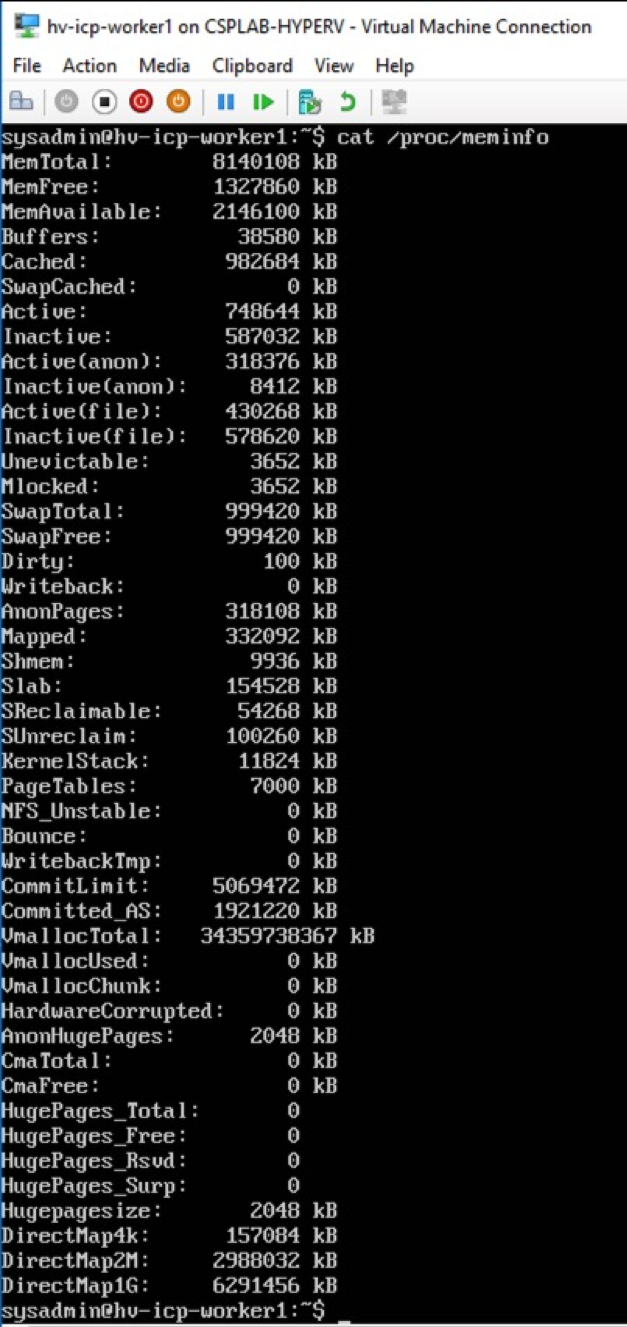 hv-icp-worker1 on CSPLAB-HYPERV - Virtual Machine Connection
File Action Media Clipboard View Help
sysadmin@hv-icp-worker1:~$ cat /proc/meminfo
MemTotal: 8140108 kB
MemFree: 1327860 kB
MemAvailable: 2146100 kB
Buffers: 38580 kB
Cached: 982684 kB
SwapCached: 0 kB
Active: 748644 kB
Inactive: 587032 kB
Active(anon): 318376 kB
Inactive(anon): 8412 kB
Active(file): 430268 kB
Inactive(file): 578620 kB
Unevictable: 3652 kB
Mlocked: 3652 kB
SwapTotal: 999420 kB
SwapFree: 999420 kB
Dirty: 100 kB
Writeback: 0 kB
AnonPages: 318108 kB
Mapped: 332092 kB
Shmem: 9936 kB
Slab: 154528 kB
SReclaimable: 54268 kB
SUnreclaim: 100260 kB
KernelStack: 11824 kB
PageTables: 7000 kB
NFS_Unstable: 0 kB
Bounce: 0 kB
WritebackTmp: 0 kB
CommitLimit: 5069472 kB
Committed_AS: 1921220 kB
VmallocTotal: 34359738367 kB
VmallocUsed: 0 kB
VmallocChunk: 0 kB
HardwareCorrupted: 0 kB
AnonHugePages: 2048 kB
CmaTotal: 0 kB
CmaFree: 0 kB
HugePages_Total: 0
HugePages_Free: 0
HugePages_Rsvd: 0
HugePages_Surp: 0
Hugepagesize: 2048 kB
DirectMap4k: 157084 kB
DirectMap2M: 2988032 kB
DirectMap1G: 6291456 kB
sysadmin@hv-icp-worker1:~$ _